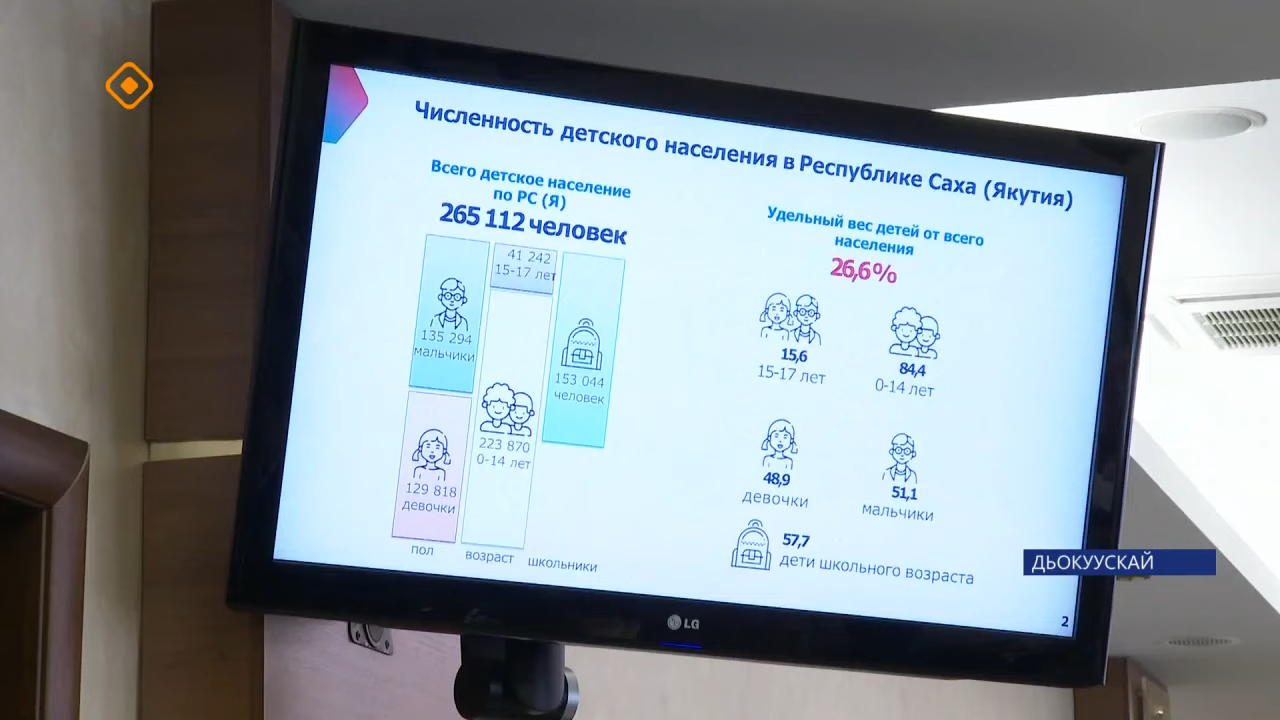 Численность детского населения в Республике Саха (Якутия)
Всего детское население
по РС (Я)
265 112 человек
135 294
мальчики
41 242
15-17 лет
153 044
человек
223 870
0-14 лет
129 818
девочки
пол
возраст
школьники
Удельный вес детей от всего
населения
26,6%
15,6
15-17 лет
84,4
0-14 лет
48,9
девочки
51,1
мальчики
57,7
дети школьного возраста
2
LG
ДЬОКУУСКАЙ